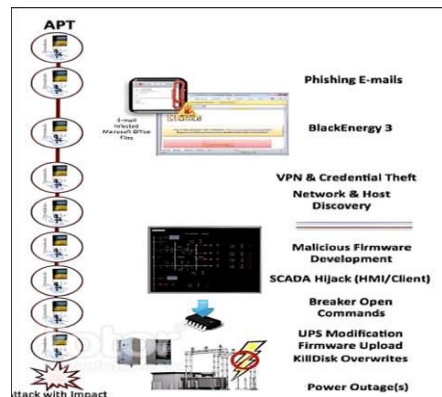 APT
Phishing E-mails
E-mail
Infected
Microsoft Office
Files
BlackEnergy 3
VPN & Credential Theft
Network & Host
Discovery
Malicious Firmware
Development
SCADA Hijack (HMI/Client)
Breaker Open
Commands
UPS Modification
Firmware Upload
KillDisk Overwrites
Power Outage(s)
Attack with Impact